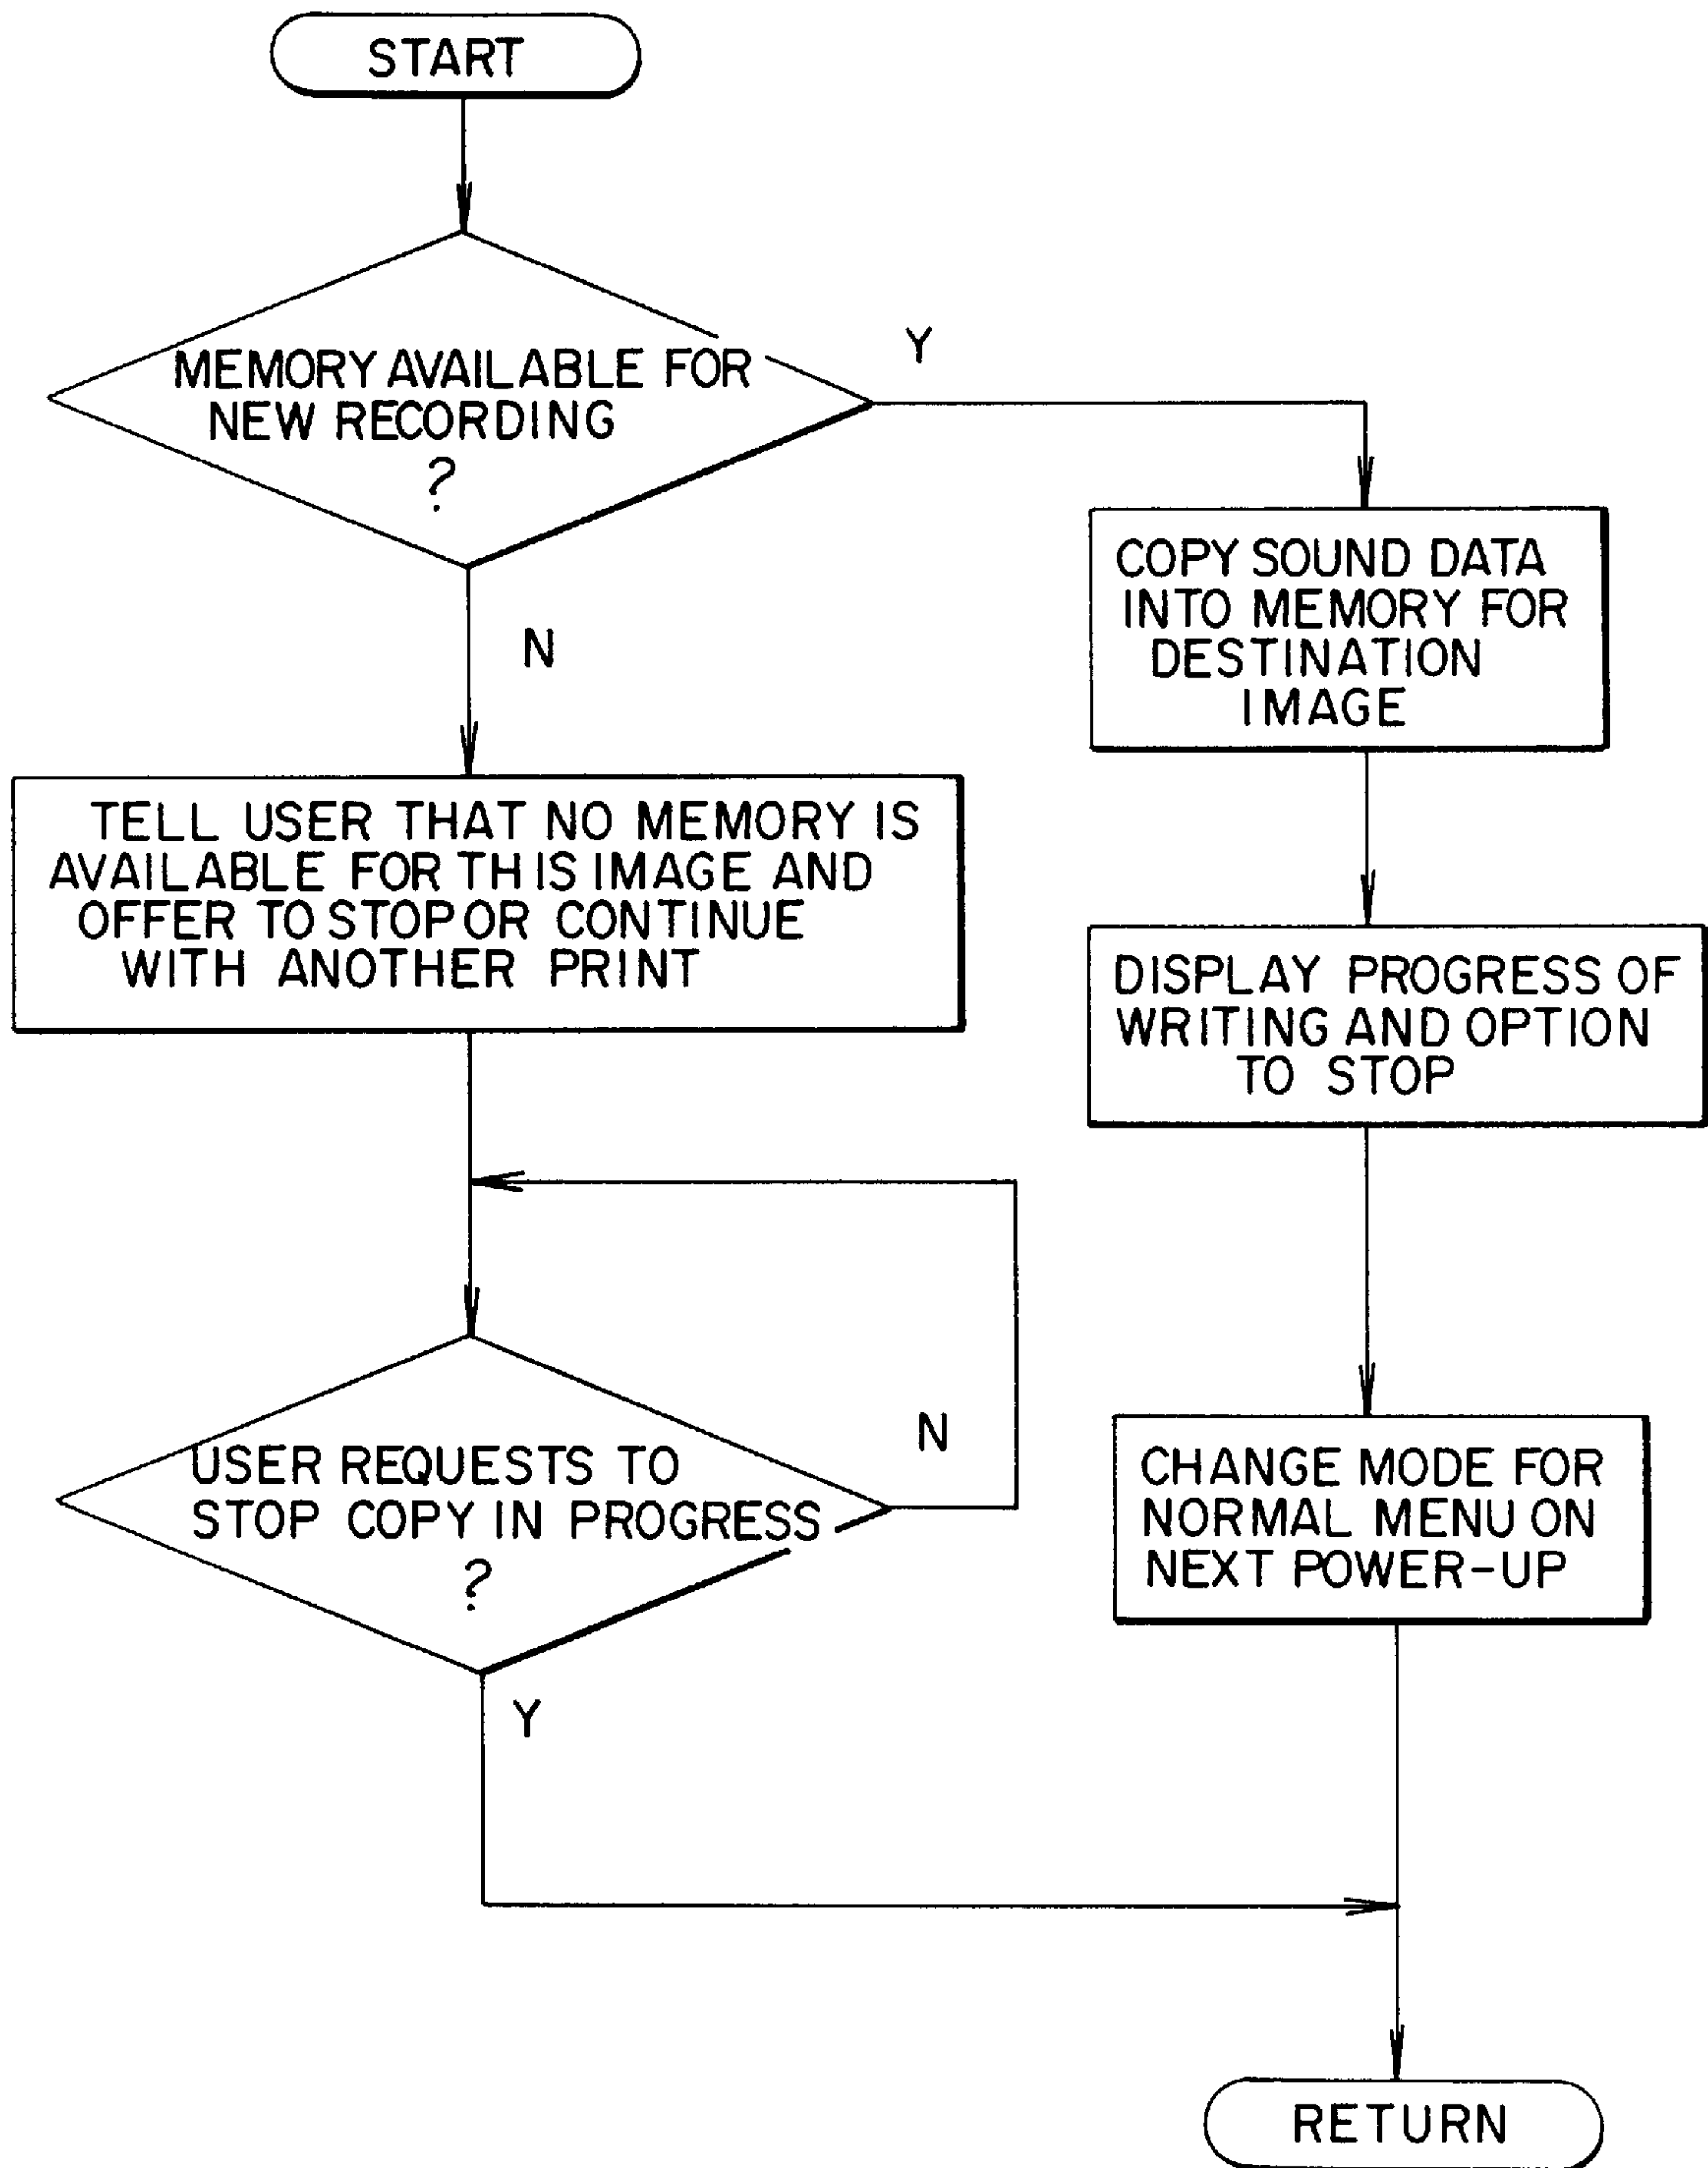 START
MEMORY AVAILABLE FOR
NEW RECORDING
?
Y
N
COPY SOUND DATA
INTO MEMORY FOR
DESTINATION
IMAGE
TELL USER THAT NO MEMORY IS
AVAILABLE FOR THIS IMAGE AND
OFFER TO STOP OR CONTINUE
WITH ANOTHER PRINT
DISPLAY PROGRESS OF
WRITING AND OPTION
TO STOP
USER REQUESTS TO
STOP COPY IN PROGRESS
?
N
Y
CHANGE MODE FOR
NORMAL MENU ON
NEXT POWER-UP
RETURN